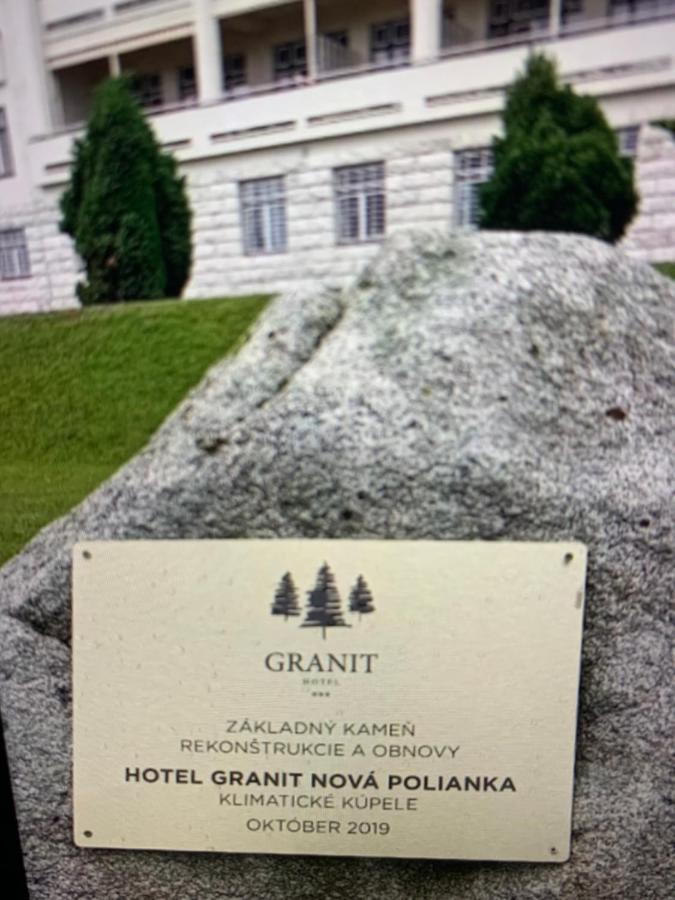 GRANIT
HOTEL
***
ZÁKLADNÝ KAMEŇ
REKONŠTRUKCIE A OBNOVY
HOTEL GRANIT NOVÁ POLIANKA
KLIMATICKÉ KÚPELE
OKTÓBER 2019